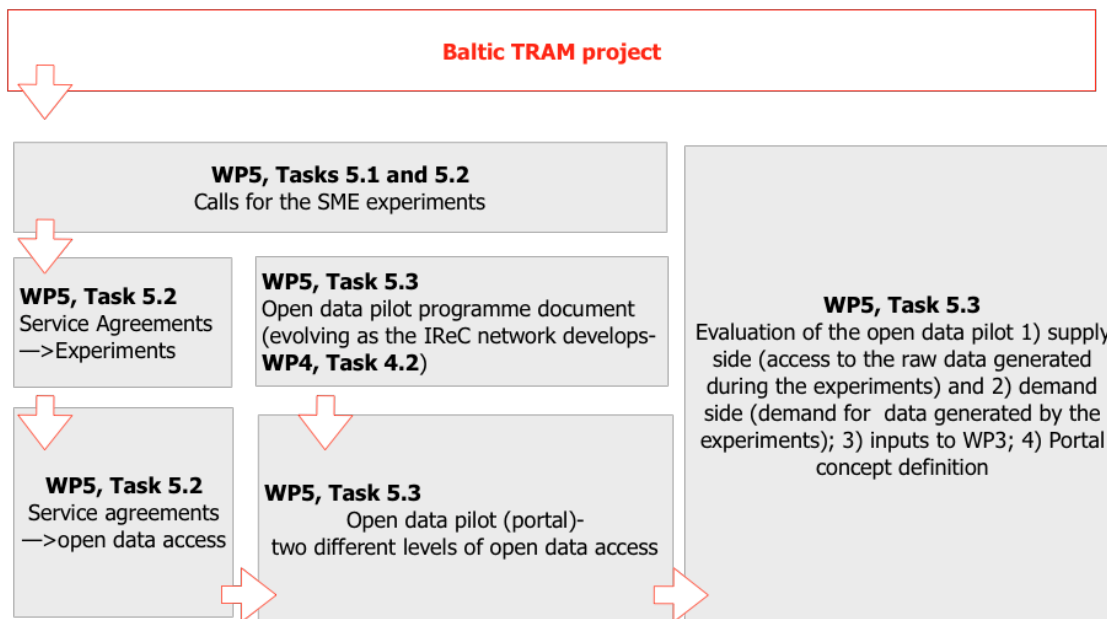 Baltic TRAM project
WP5, Tasks 5.1 and 5.2
Calls for the SME experiments
WP5, Task 5.2
Service Agreements
—>Experiments
WP5, Task 5.3
Open data pilot programme document
(evolving as the IReC network develops-
WP4, Task 4.2)
WP5, Task 5.2
Service agreements
—>open data access
WP5, Task 5.3
Open data pilot (portal)-
two different levels of open data access
WP5, Task 5.3
Evaluation of the open data pilot 1) supply
side (access to the raw data generated
during the experiments) and 2) demand
side (demand for data generated by the
experiments); 3) inputs to WP3; 4) Portal
concept definition